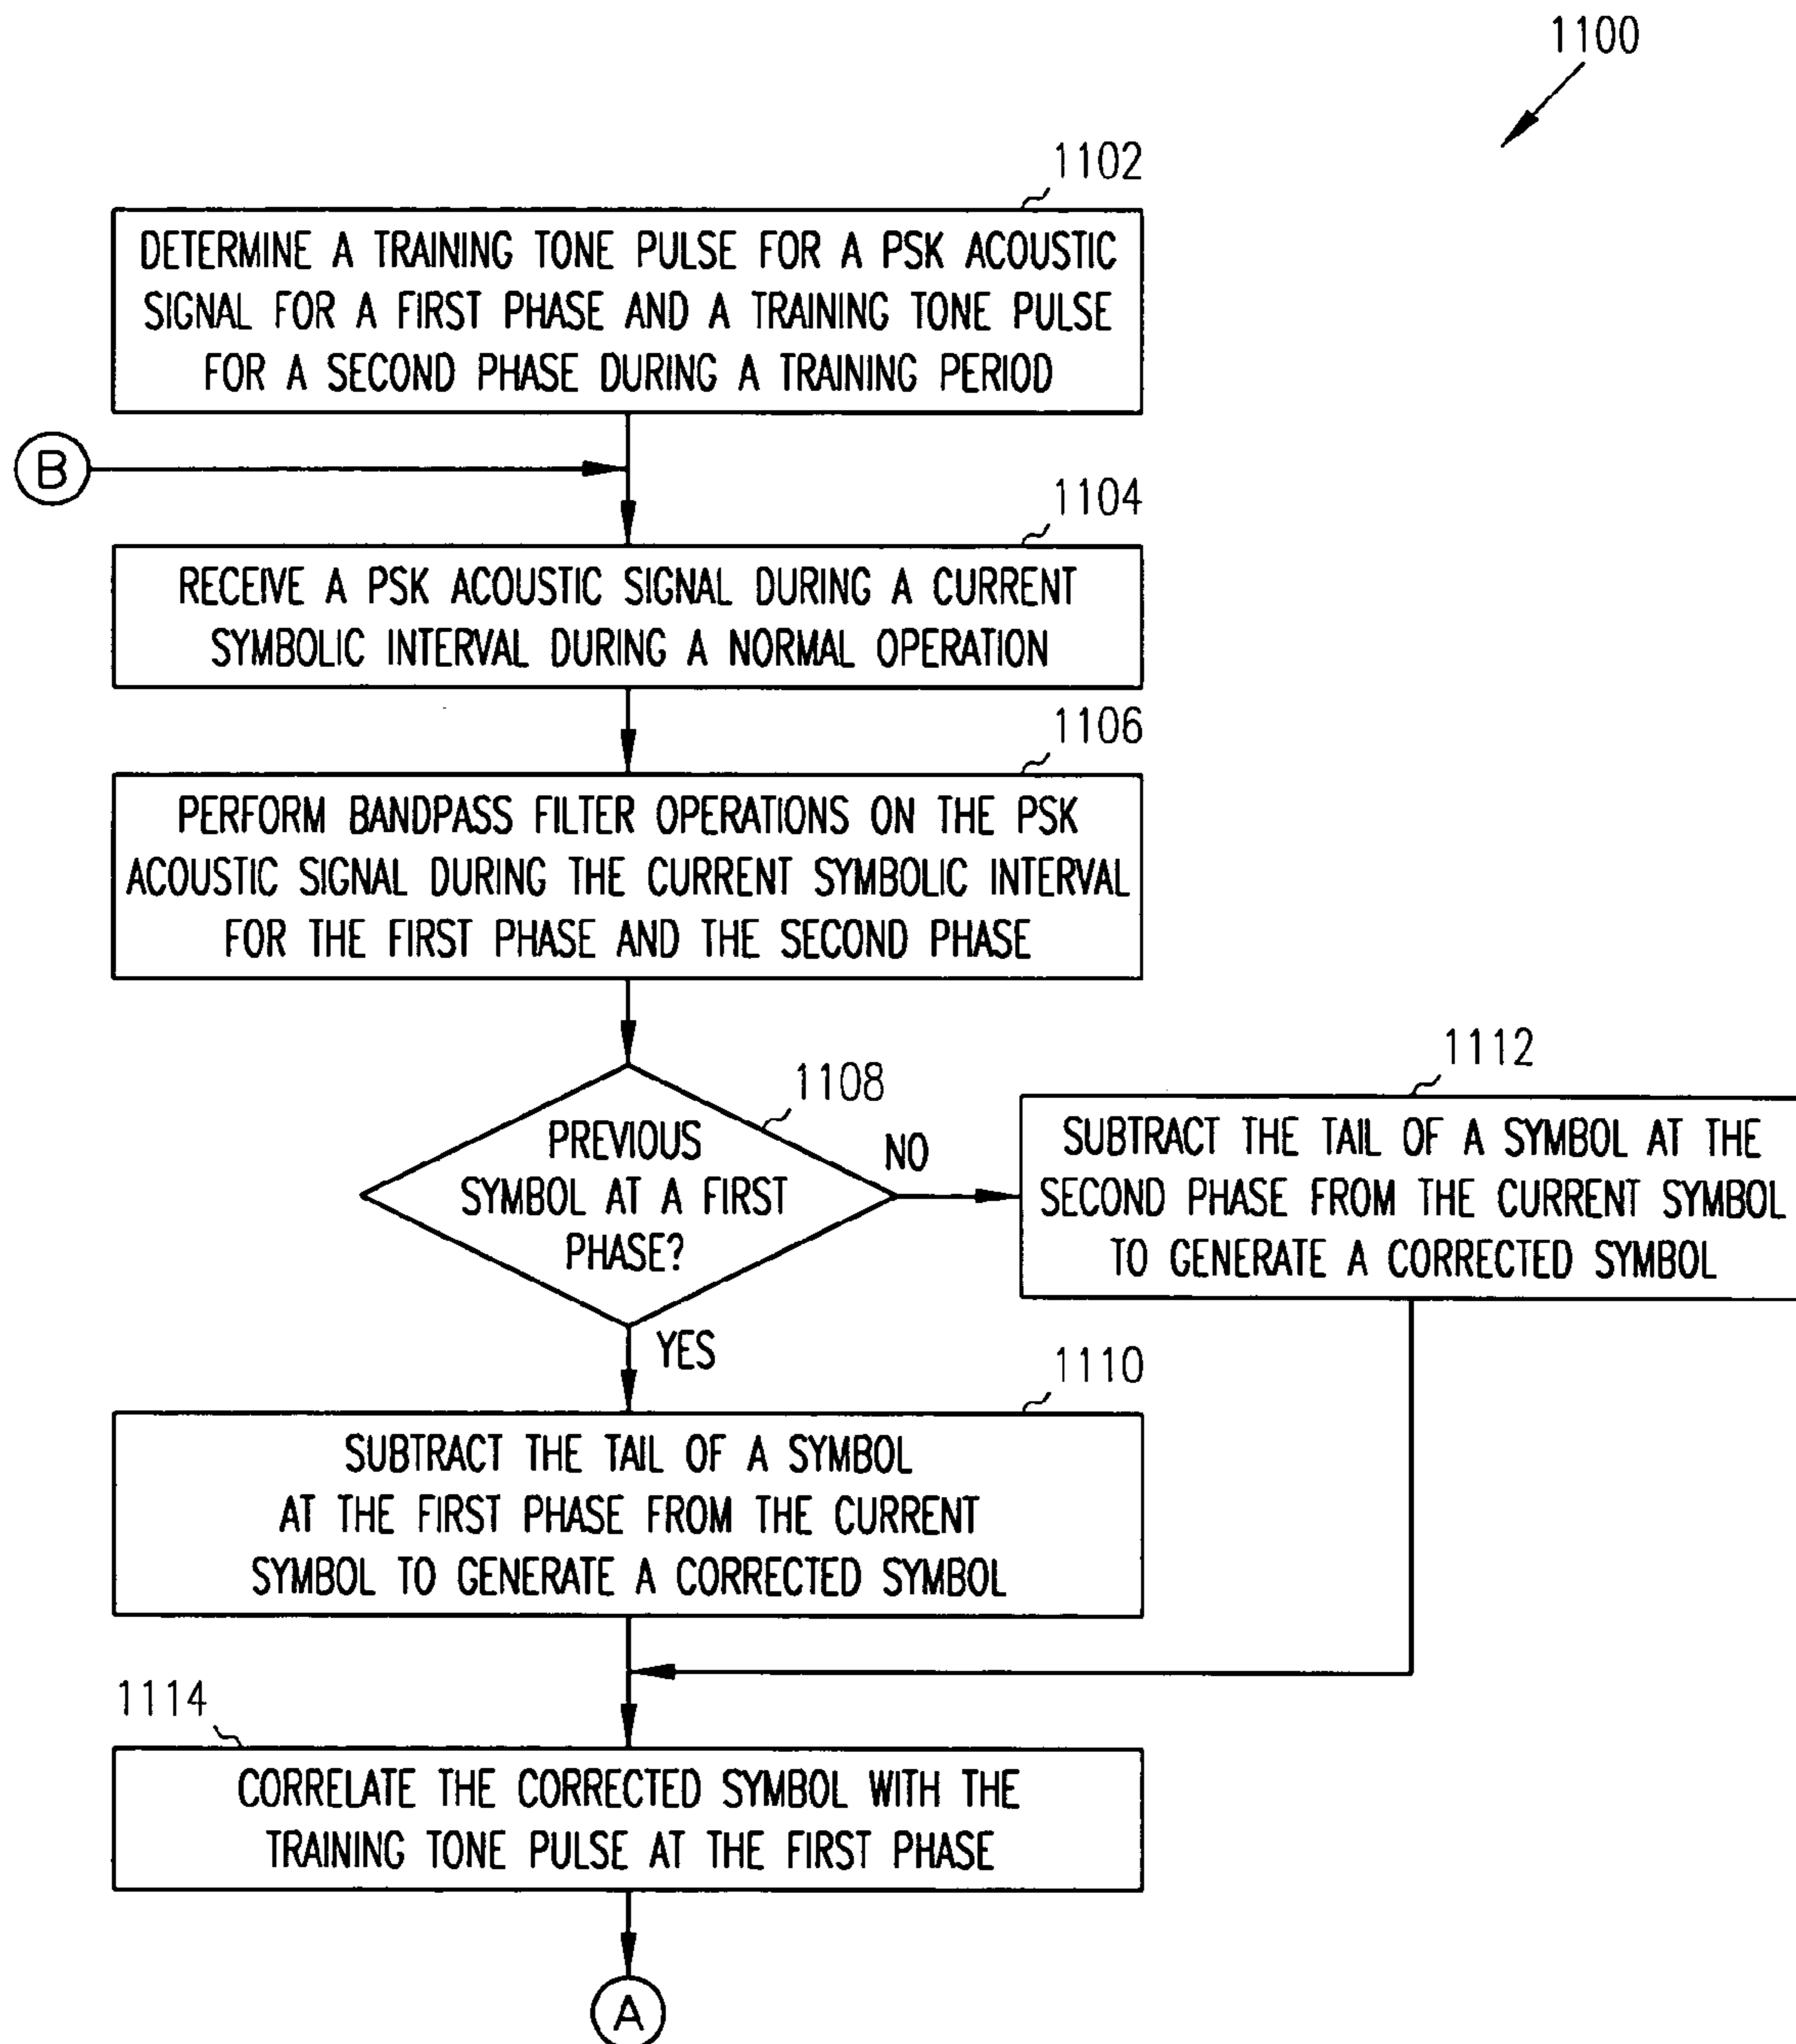 1100
1102
DETERMINE A TRAINING TONE PULSE FOR A PSK ACOUSTIC
SIGNAL FOR A FIRST PHASE AND A TRAINING TONE PULSE
FOR A SECOND PHASE DURING A TRAINING PERIOD
B
1104
RECEIVE A PSK ACOUSTIC SIGNAL DURING A CURRENT
SYMBOLIC INTERVAL DURING A NORMAL OPERATION
1106
PERFORM BANDPASS FILTER OPERATIONS ON THE PSK
ACOUSTIC SIGNAL DURING THE CURRENT SYMBOLIC INTERVAL
FOR THE FIRST PHASE AND THE SECOND PHASE
1108
PREVIOUS
SYMBOL AT A FIRST
PHASE?
NO
1112
SUBTRACT THE TAIL OF A SYMBOL AT THE
SECOND PHASE FROM THE CURRENT SYMBOL
TO GENERATE A CORRECTED SYMBOL
YES
1110
SUBTRACT THE TAIL OF A SYMBOL
AT THE FIRST PHASE FROM THE CURRENT
SYMBOL TO GENERATE A CORRECTED SYMBOL
1114
CORRELATE THE CORRECTED SYMBOL WITH THE
TRAINING TONE PULSE AT THE FIRST PHASE
A